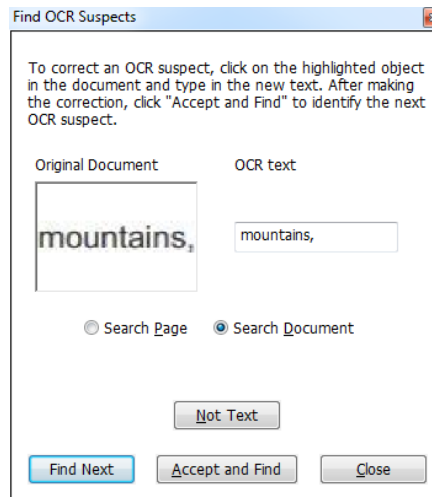 Find OCR Suspects
To correct an OCR suspect, click on the highlighted object
in the document and type in the new text. After making
the correction, click "Accept and Find" to identify the next
OCR suspect.
Original Document OCR text
mountains, mountains,
Search Page Search Document
Not Text
Find Next Accept and Find Close